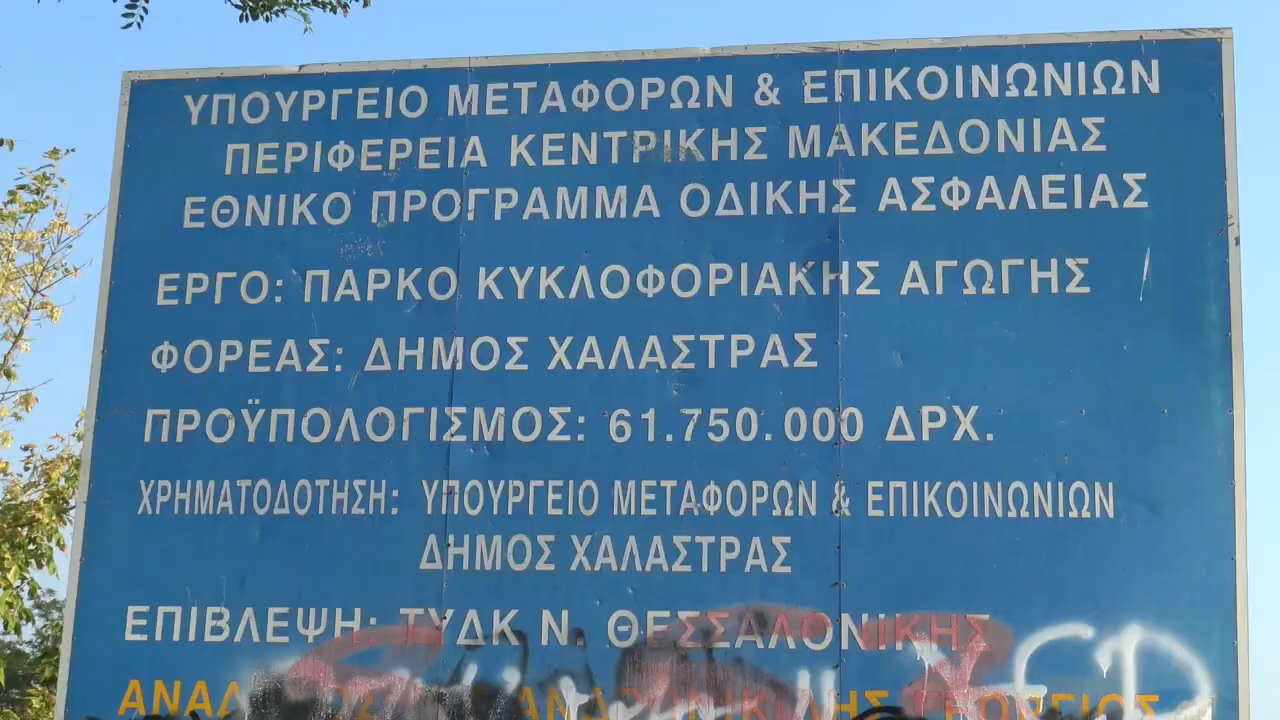 ΥΠΟΥΡΓΕΙΟ ΜΕΤΑΦΟΡΩΝ & ΕΠΙΚΟΙΝΩΝΙΩΝ
ΠΕΡΙΦΕΡΕΙΑ ΚΕΝΤΡΙΚΗΣ ΜΑΚΕΔΟΝΙΑΣ
ΕΘΝΙΚΟ ΠΡΟΓΡΑΜΜΑ ΟΔΙΚΗΣ ΑΣΦΑΛΕΙΑΣ
ΕΡΓΟ: ΠΑΡΚΟ ΚΥΚΛΟΦΟΡΙΑΚΗΣ ΑΓΩΓΗΣ
ΦΟΡΕΑΣ: ΔΗΜΟΣ ΧΑΛΑΣΤΡΑΣ
ΠΡΟΫΠΟΛΟΓΙΣΜΟΣ: 61.750.000 ΔΡΧ.
ΧΡΗΜΑΤΟΔΟΤΗΣΗ: ΥΠΟΥΡΓΕΙΟ ΜΕΤΑΦΟΡΩΝ & ΕΠΙΚΟΙΝΩΝΙΩΝ
ΔΗΜΟΣ ΧΑΛΑΣΤΡΑΣ
ΕΠΙΒΛΕΨΗ: ΤΥΔΚ Ν. ΘΕΣΣΑΛΟΝΙΚΗΣ